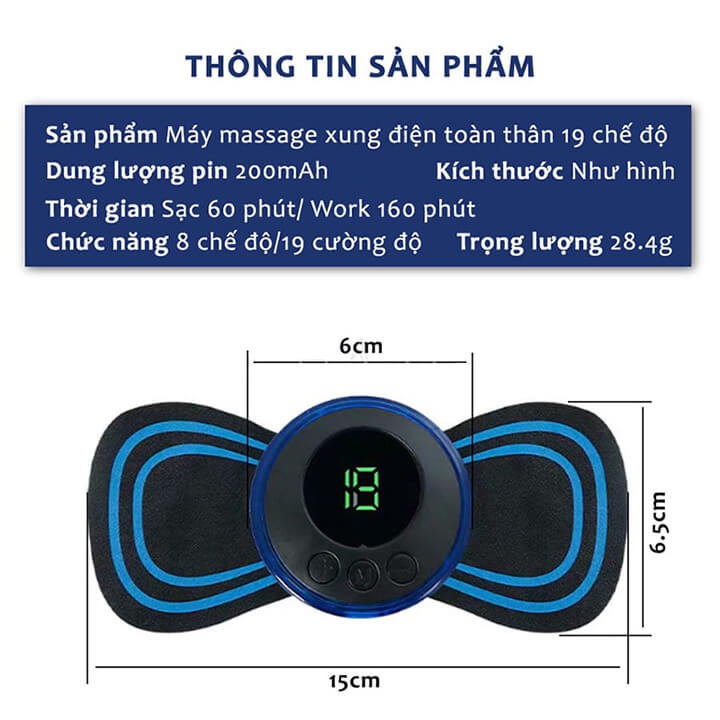 THÔNG TIN SẢN PHẨM
Sản phẩm Máy massage xung điện toàn thân 19 chế độ
Dung lượng pin 200mAh Kích thước Như hình
Thời gian Sạc 60 phút/ Work 160 phút
Chức năng 8 chế độ/19 cường độ Trọng lượng 28.4g
6cm
19
6.5cm
15cm